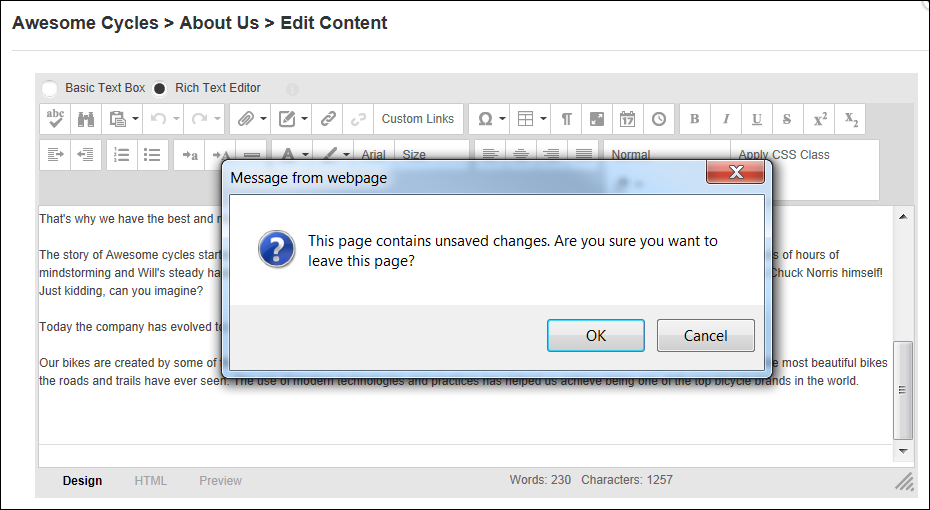 Awesome Cycles > About Us > Edit Content
Basic Text Box Rich Text Editor
abc Custom Links Ω ¶ 17 B I U S x² X₂
a A A Arial Size Normal Apply CSS Class
Message from webpage
This page contains unsaved changes. Are you sure you want to
leave this page?
OK Cancel
That's why we have the best and
The story of Awesome cycles start s of hours of
mindstorming and Will's steady ha Chuck Norris himself!
Just kidding, can you imagine?
Today the company has evolved to
Our bikes are created by some of most beautiful bikes
the roads and trails have ever seen. The use of modern technologies and practices has helped us achieve being one of the top bicycle brands in the world.
Design HTML Preview Words: 230 Characters: 1257